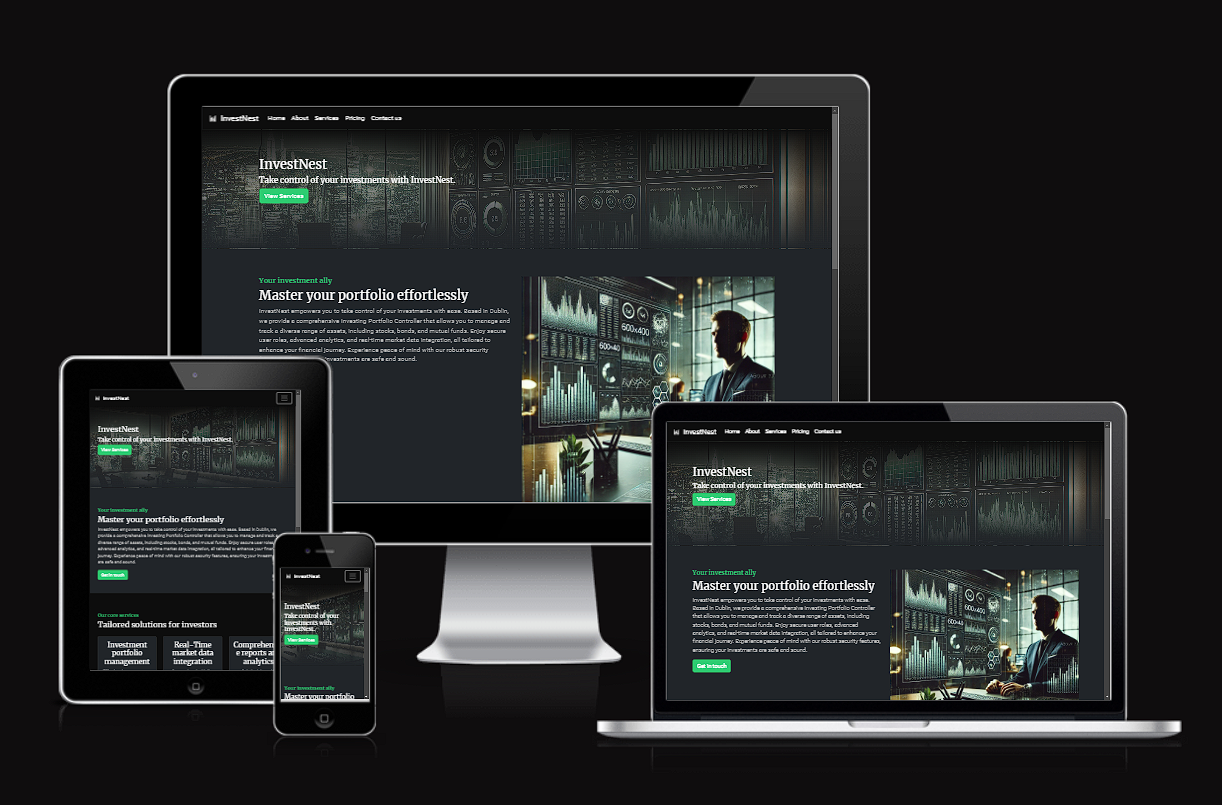 InvestNest Home About Services Pricing Contact us
InvestNest
Take control of your investments with InvestNest.
View Services
Your investment ally
Master your portfolio effortlessly
InvestNest empowers you to take control of your investments with ease. Based in Dublin,
we provide a comprehensive Investing Portfolio Controller that allows you to manage and
track a diverse range of assets, including stocks, bonds, and mutual funds. Enjoy secure
user roles, advanced analytics, and real-time market data integration, all tailored to
enhance your financial journey. Experience peace of mind with our robust security
investments are safe and sound.
600x400
600x40
InvestNest
InvestNest
Take control of your investments with InvestNest.
View Services
Your investment ally
Master your portfolio effortlessly
InvestNest empowers you to take control of your investments with ease. Based in Dublin, we
provide a comprehensive Investing Portfolio Controller that allows you to manage and track a
diverse range of assets, including stocks, bonds, and mutual funds. Enjoy secure user roles,
advanced analytics, and real-time market data integration, all tailored to enhance your financial
journey. Experience peace of mind with our robust security features, ensuring your
are safe and sound.
Get in touch
Our core services
Tailored solutions for investors
Investment
portfolio
management
Real-Time
market data
integration
Comprehen
e reports a
analytic
InvestNest
InvestNest
Take control of your
investments with
InvestNest.
View Services
Your investment ally
Master your portfolio
InvestNest Home About Services Pricing Contact us
InvestNest
Take control of your investments with InvestNest.
View Services
Your investment ally
Master your portfolio effortlessly
InvestNest empowers you to take control of your investments with ease.
Based in Dublin, we provide a comprehensive Investing Portfolio Controller
that allows you to manage and track a diverse range of assets, including
stocks, bonds, and mutual funds. Enjoy secure user roles, advanced
analytics, and real-time market data integration, all tailored to enhance your
financial journey. Experience peace of mind with our robust security features,
ensuring your investments are safe and sound.
Get in touch
600x400